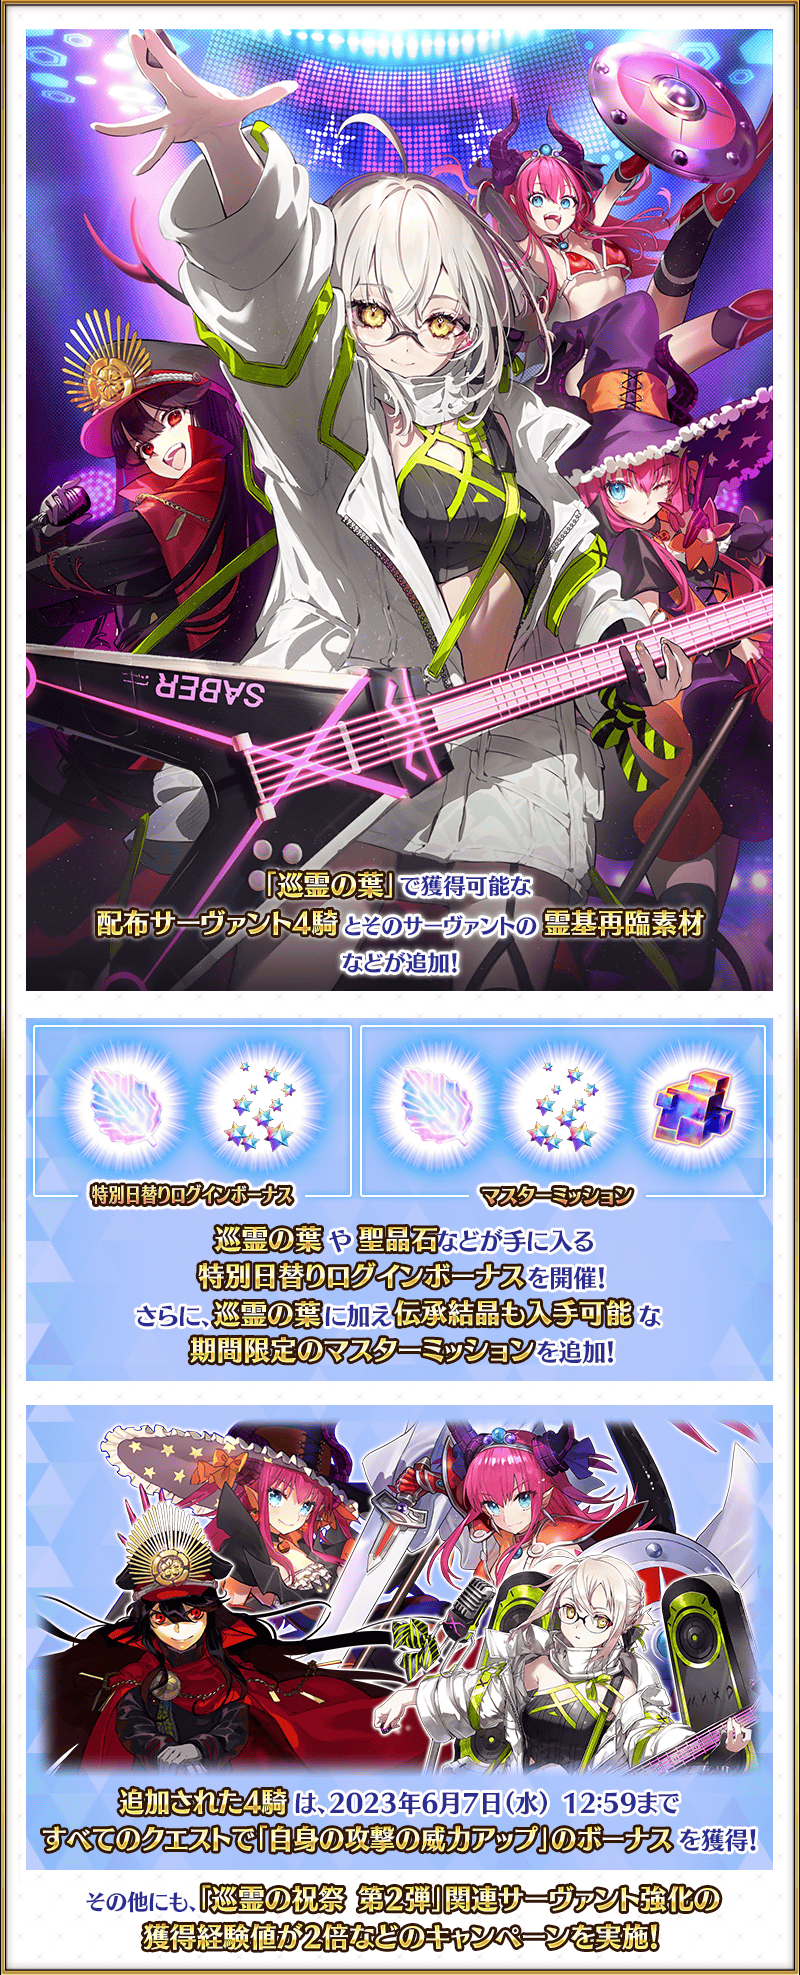 SABER
「巡霊の葉」で獲得可能な
配布サーヴァント4騎とそのサーヴァントの霊基再臨素材
などが追加!
特別日替りログインボーナス
マスターミッション
巡霊の葉や聖晶石などが手に入る
特別日替りログインボーナスを開催!
さらに、巡霊の葉に加え伝承結晶も入手可能な
期間限定のマスターミッションを追加!
追加された4騎は、2023年6月7日(水) 12:59まで
すべてのクエストで「自身の攻撃の威力アップ」のボーナスを獲得!
その他にも、「巡霊の祝祭 第2弾」関連サーヴァント強化の
獲得経験値が2倍などのキャンペーンを実施!